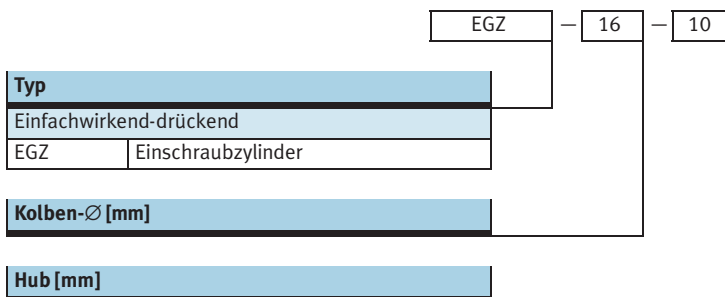 EGZ — 16 — 10
Typ
Einfachwirkend-drückend
EGZ Einschraubzylinder
Kolben-∅ [mm]
Hub [mm]